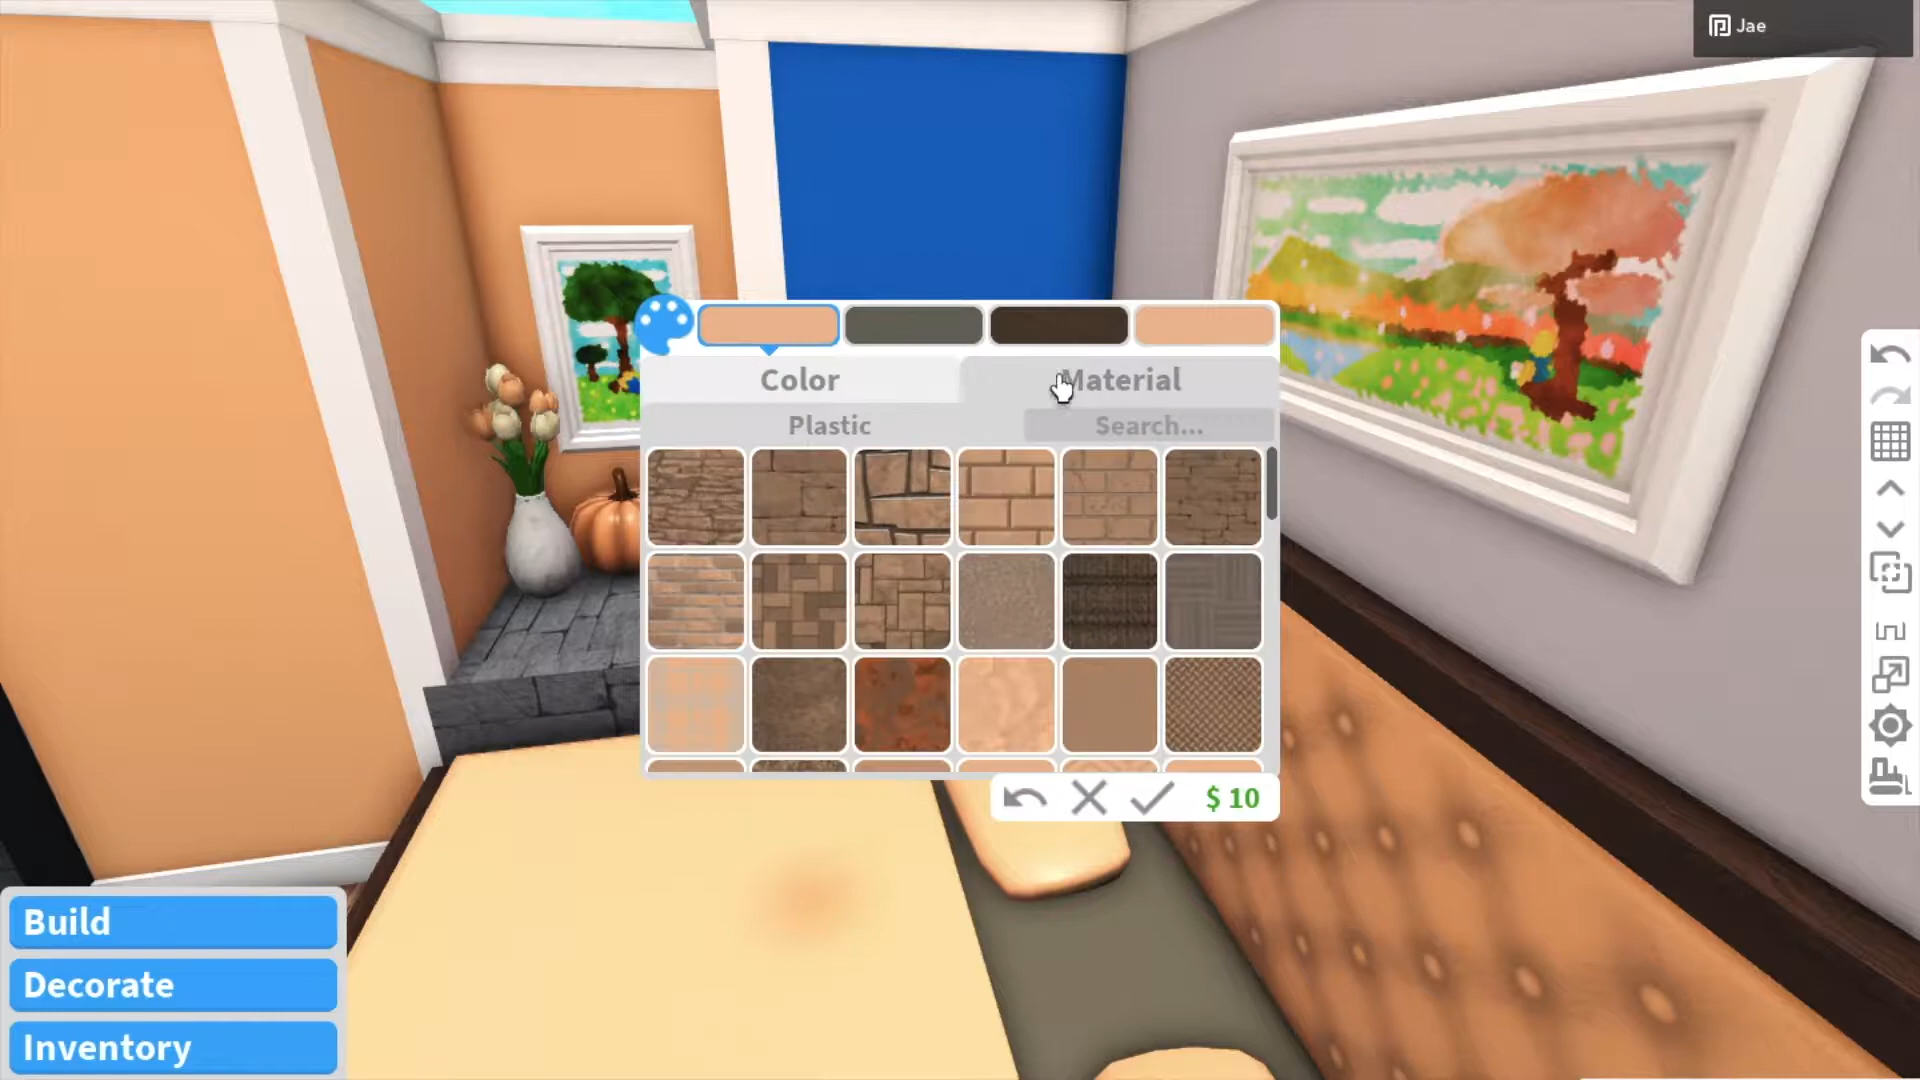 Jae
Color
Material
Plastic
Search...
$ 10
Build
Decorate
Inventory